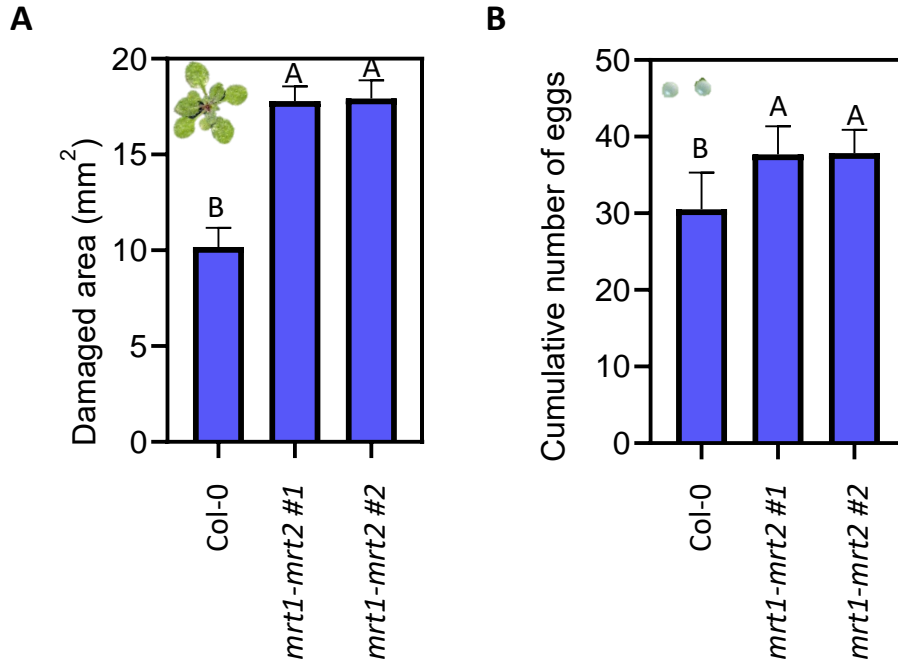 A
Damaged area (mm²)
20
15
10
5
0
B
A
A
Col-0
mrt1-mrt2 #1
mrt1-mrt2 #2
B
Cumulative number of eggs
50
40
30
20
10
0
B
A
A
Col-0
mrt1-mrt2 #1
mrt1-mrt2 #2